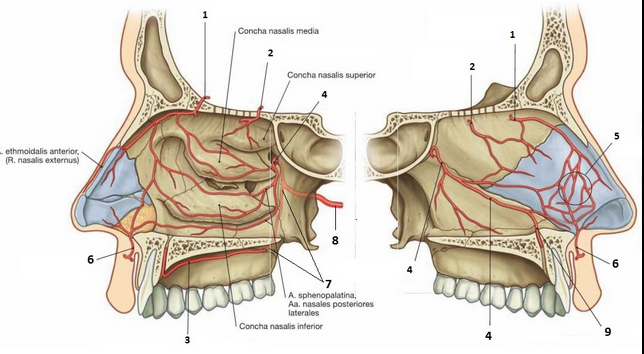 1
Concha nasalis media
2
Concha nasalis superior
4
. ethmoidalis anterior,
(R. nasalis externus)
6
8
7
A. sphenopalatina,
Aa. nasales posteriores
laterales
Concha nasalis inferior
3
1
2
5
4
6
4
9